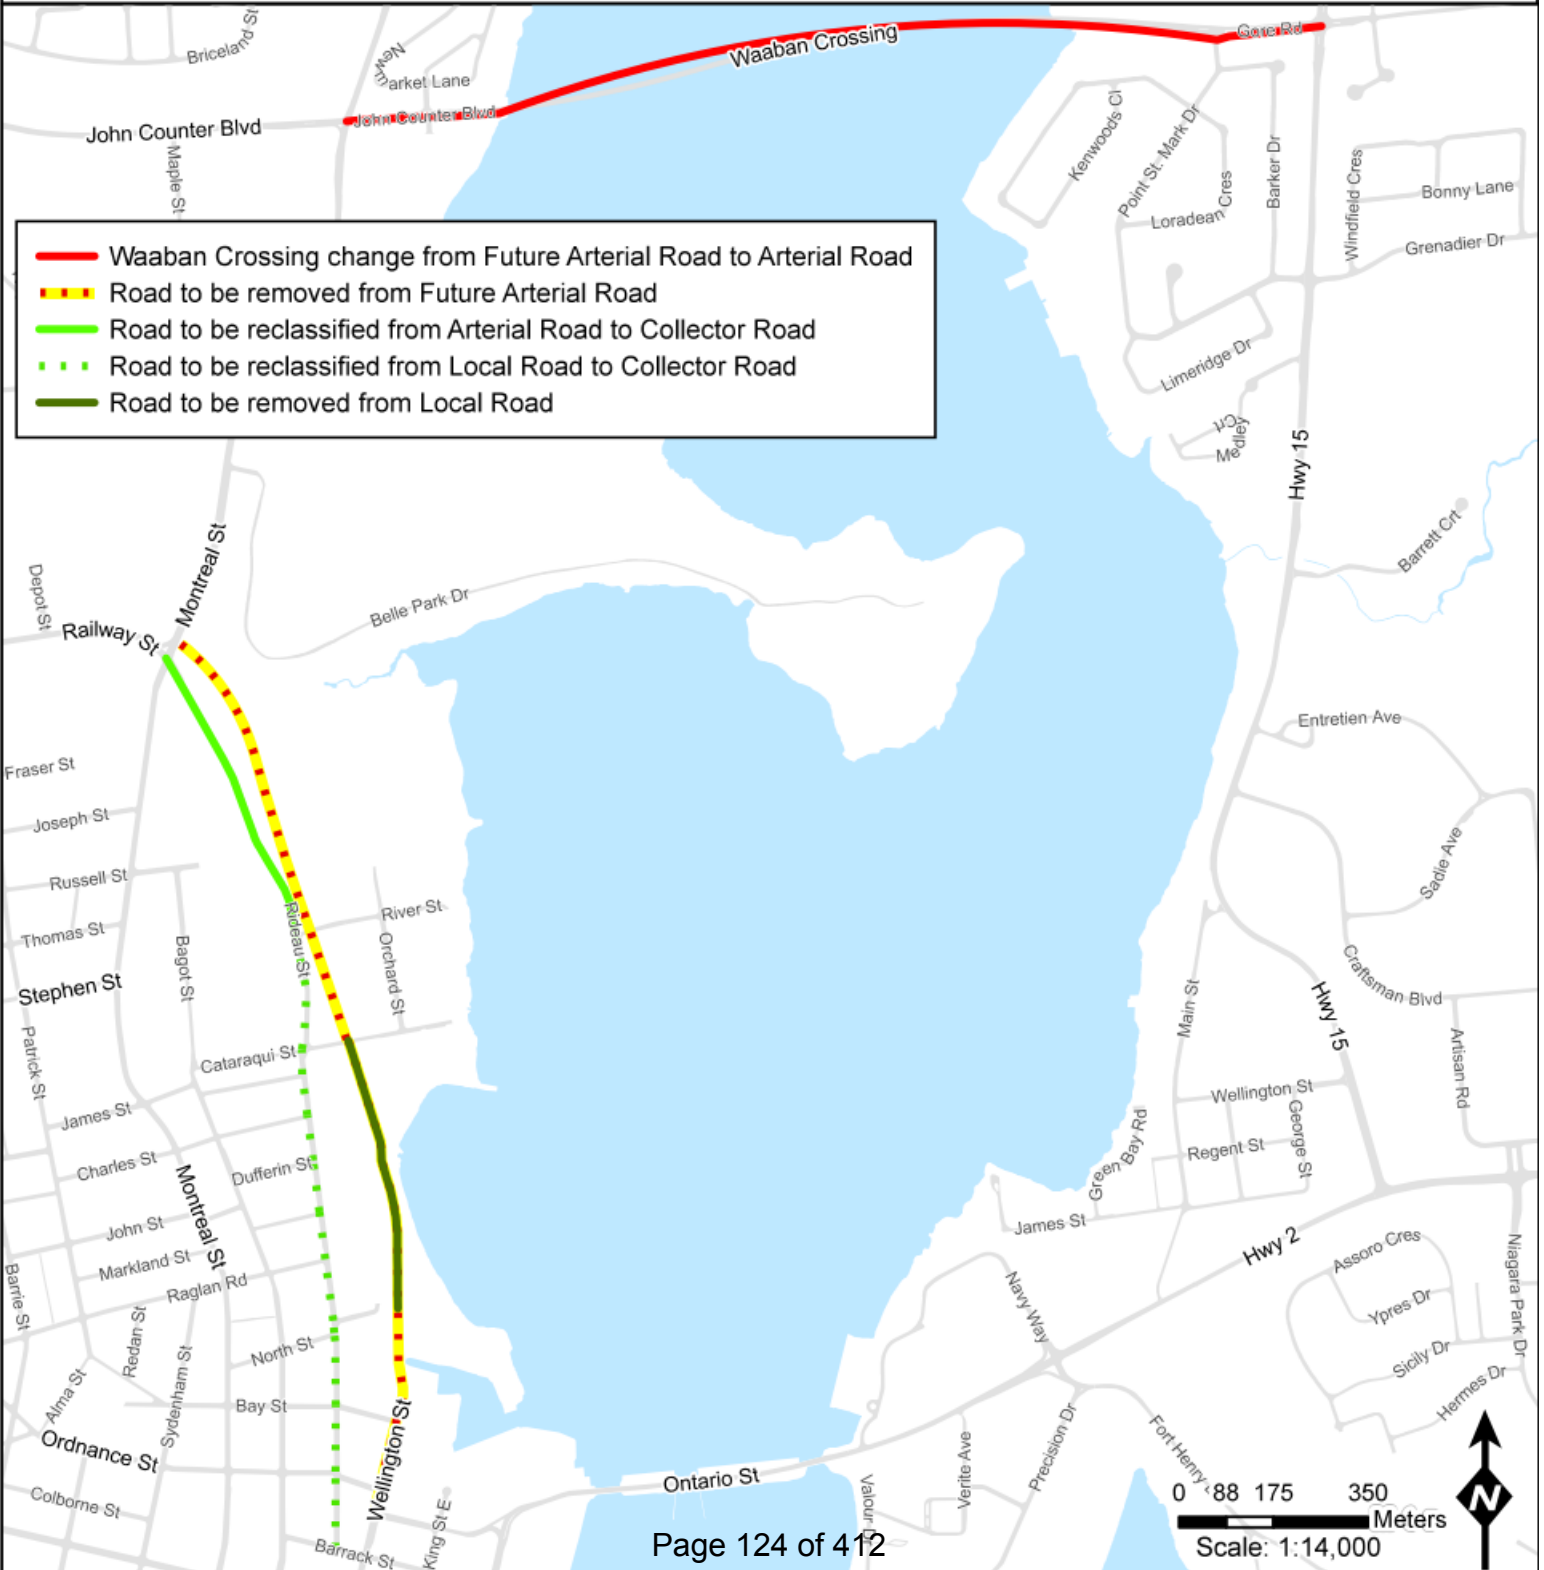 Briceland St
New
market Lane
John Counter Blvd
John Counter Blvd
Waaban Crossing
Gore Rd
Maple St
Kenwoods Cl
Point St. Mark Dr
Loradean Cres
Barker Dr
Windfield Cres
Bonny Lane
Grenadier Dr
Waaban Crossing change from Future Arterial Road to Arterial Road
Road to be removed from Future Arterial Road
Road to be reclassified from Arterial Road to Collector Road
Road to be reclassified from Local Road to Collector Road
Road to be removed from Local Road
Limeridge Dr
Medley Crt
Hwy 15
Barrett Crt
Montreal St
Depot St
Railway St
Belle Park Dr
Entretien Ave
Fraser St
Joseph St
Russell St
Thomas St
Stephen St
Bagot St
Rideau St
River St
Orchard St
Sadie Ave
Craftsman Blvd
Main St
Hwy 15
Artisan Rd
Patrick St
Cataraqui St
James St
Charles St
Dufferin St
Montreal St
John St
Markland St
Raglan Rd
Barrie St
Redan St
North St
Sydenham St
Alma St
Bay St
Ordnance St
Wellington St
Colborne St
Barrack St
King St E
Ontario St
Wellington St
George St
Regent St
Green Bay Rd
James St
Hwy 2
Navy Way
Assoro Cres
Ypres Dr
Sicily Dr
Hermes Dr
Niagara Park Dr
Precision Dr
Fort Henry
Verite Ave
Valour D
0 88 175 350
Meters
Scale: 1:14,000
N
Page 124 of 412